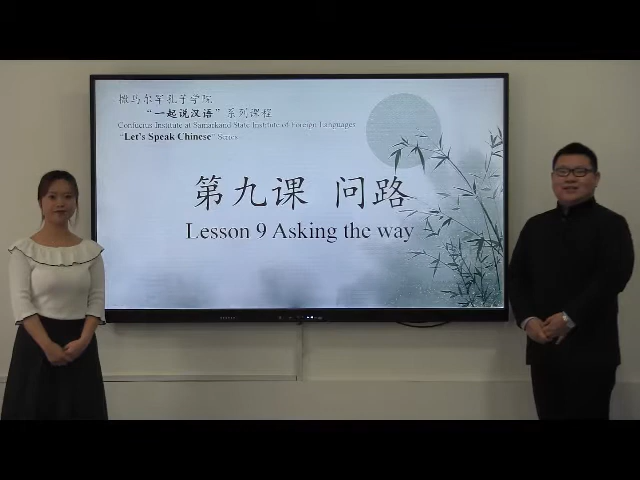 撒马尔罕孔子学院
“一起说汉语”系列课程
Confucius Institute at Samarkand State Institute of Foreign Languages
“Let's Speak Chinese” Series
第九课 问路
Lesson 9 Asking the way